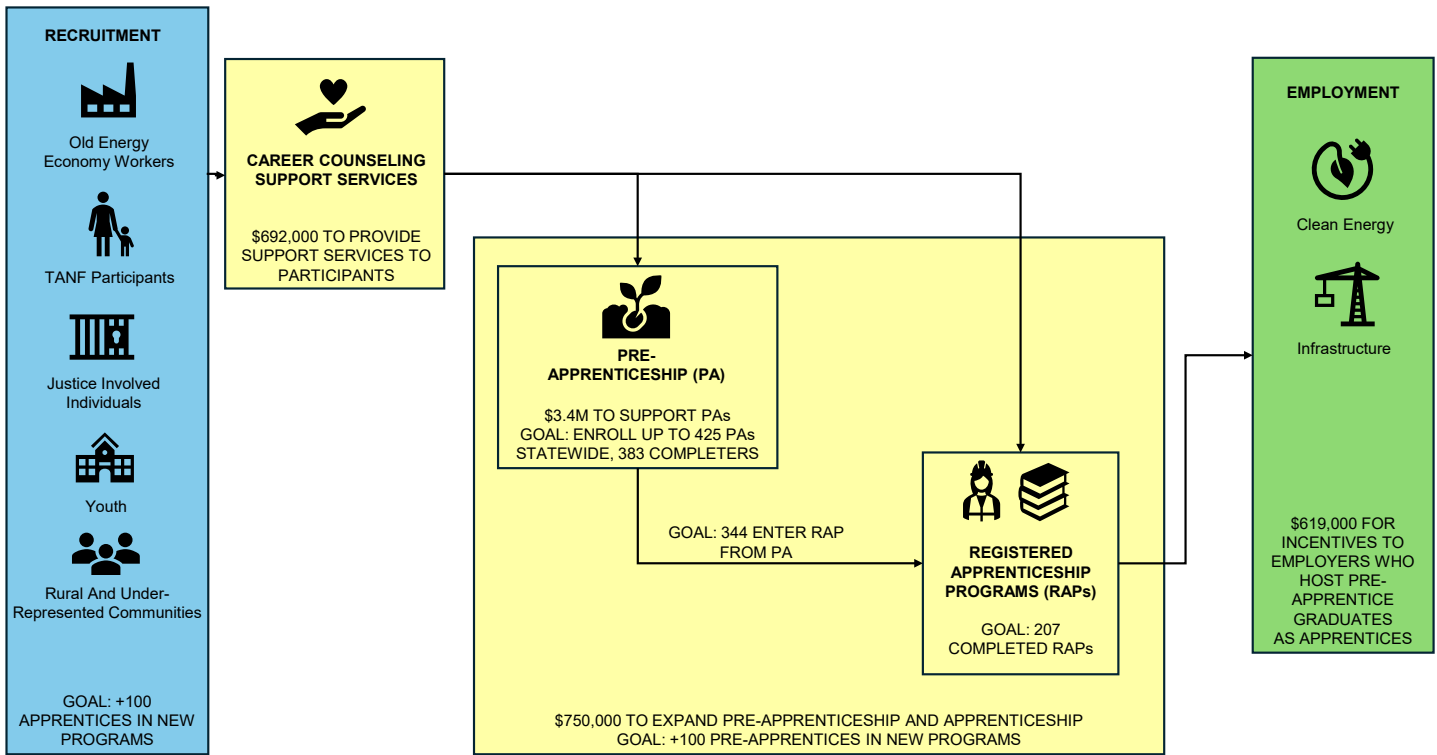 RECRUITMENT
Old Energy
Economy Workers
TANF Participants
Justice Involved
Individuals
Youth
Rural And Under-
Represented Communities
GOAL: +100
APPRENTICES IN NEW
PROGRAMS
CAREER COUNSELING
SUPPORT SERVICES
$692,000 TO PROVIDE
SUPPORT SERVICES TO
PARTICIPANTS
PRE-
APPRENTICESHIP (PA)
$3.4M TO SUPPORT PAs
GOAL: ENROLL UP TO 425 PAs
STATEWIDE, 383 COMPLETERS
GOAL: 344 ENTER RAP
FROM PA
REGISTERED
APPRENTICESHIP
PROGRAMS (RAPs)
GOAL: 207
COMPLETED RAPs
$750,000 TO EXPAND PRE-APPRENTICESHIP AND APPRENTICESHIP
GOAL: +100 PRE-APPRENTICES IN NEW PROGRAMS
EMPLOYMENT
Clean Energy
Infrastructure
$619,000 FOR
INCENTIVES TO
EMPLOYERS WHO
HOST PRE-
APPRENTICE
GRADUATES
AS APPRENTICES